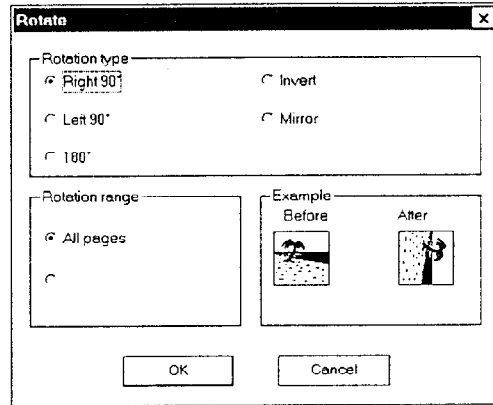 Rotate
Rotation type
Right 90°
Invert
Left 90°
Mirror
180°
Rotation range
All pages
Example
Before After
OK
Cancel